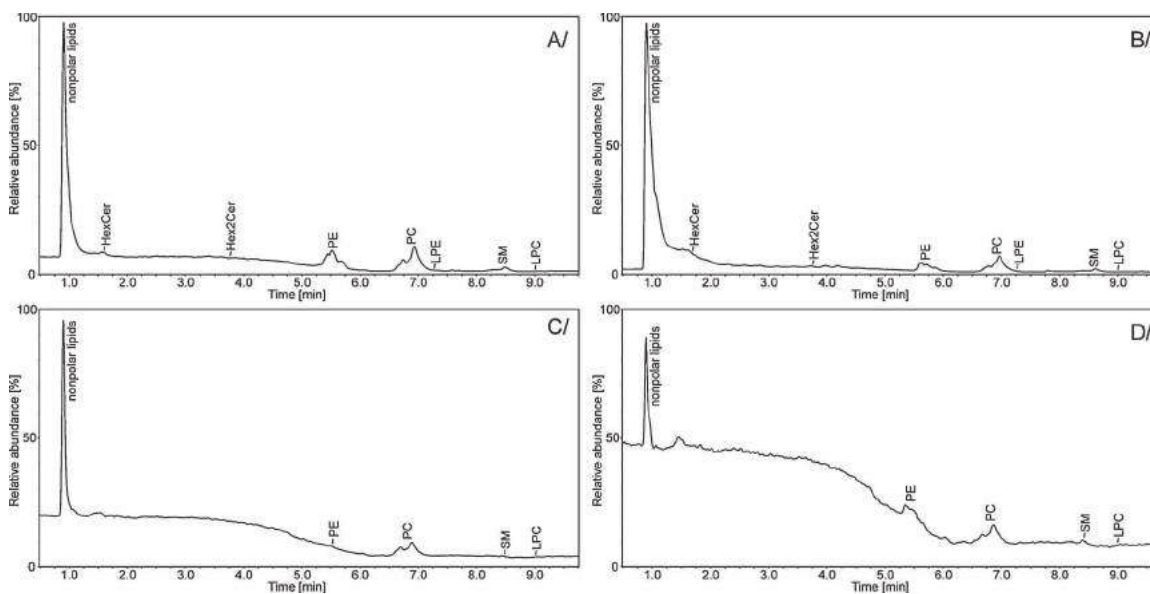 A/
100
50
0
Relative abundance [%]
nonpolar lipids
HexCer
Hex2Cer
PE
PC
LPE
SM
LPC
1.0 2.0 3.0 4.0 5.0 6.0 7.0 8.0 9.0
Time [min]
B/
100
50
0
Relative abundance [%]
nonpolar lipids
HexCer
Hex2Cer
PE
PC
LPE
SM
LPC
1.0 2.0 3.0 4.0 5.0 6.0 7.0 8.0 9.0
Time [min]
C/
100
50
0
Relative abundance [%]
nonpolar lipids
PE
PC
SM
LPC
1.0 2.0 3.0 4.0 5.0 6.0 7.0 8.0 9.0
Time [min]
D/
100
50
0
Relative abundance [%]
nonpolar lipids
PE
PC
SM
LPC
1.0 2.0 3.0 4.0 5.0 6.0 7.0 8.0 9.0
Time [min]